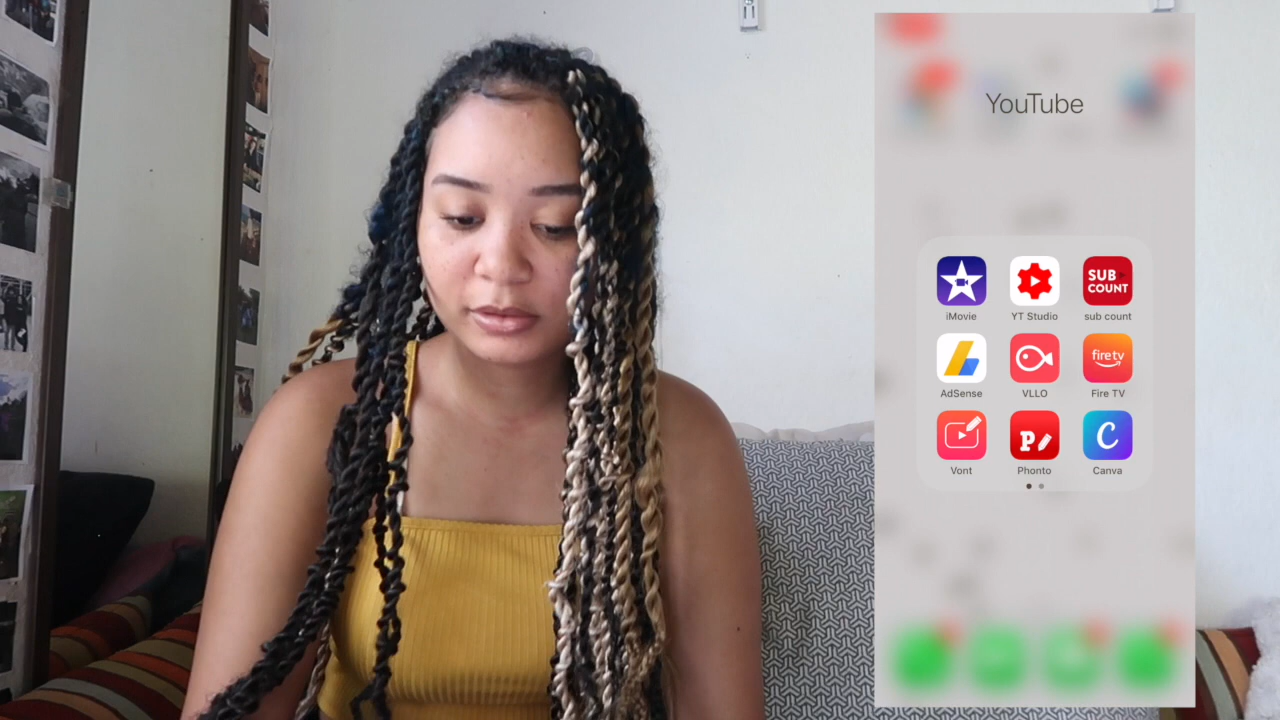 YouTube
SUB
COUNT
iMovie YT Studio sub count
fire tv
AdSense VLLO Fire TV
P C
Vont Phonto Canva